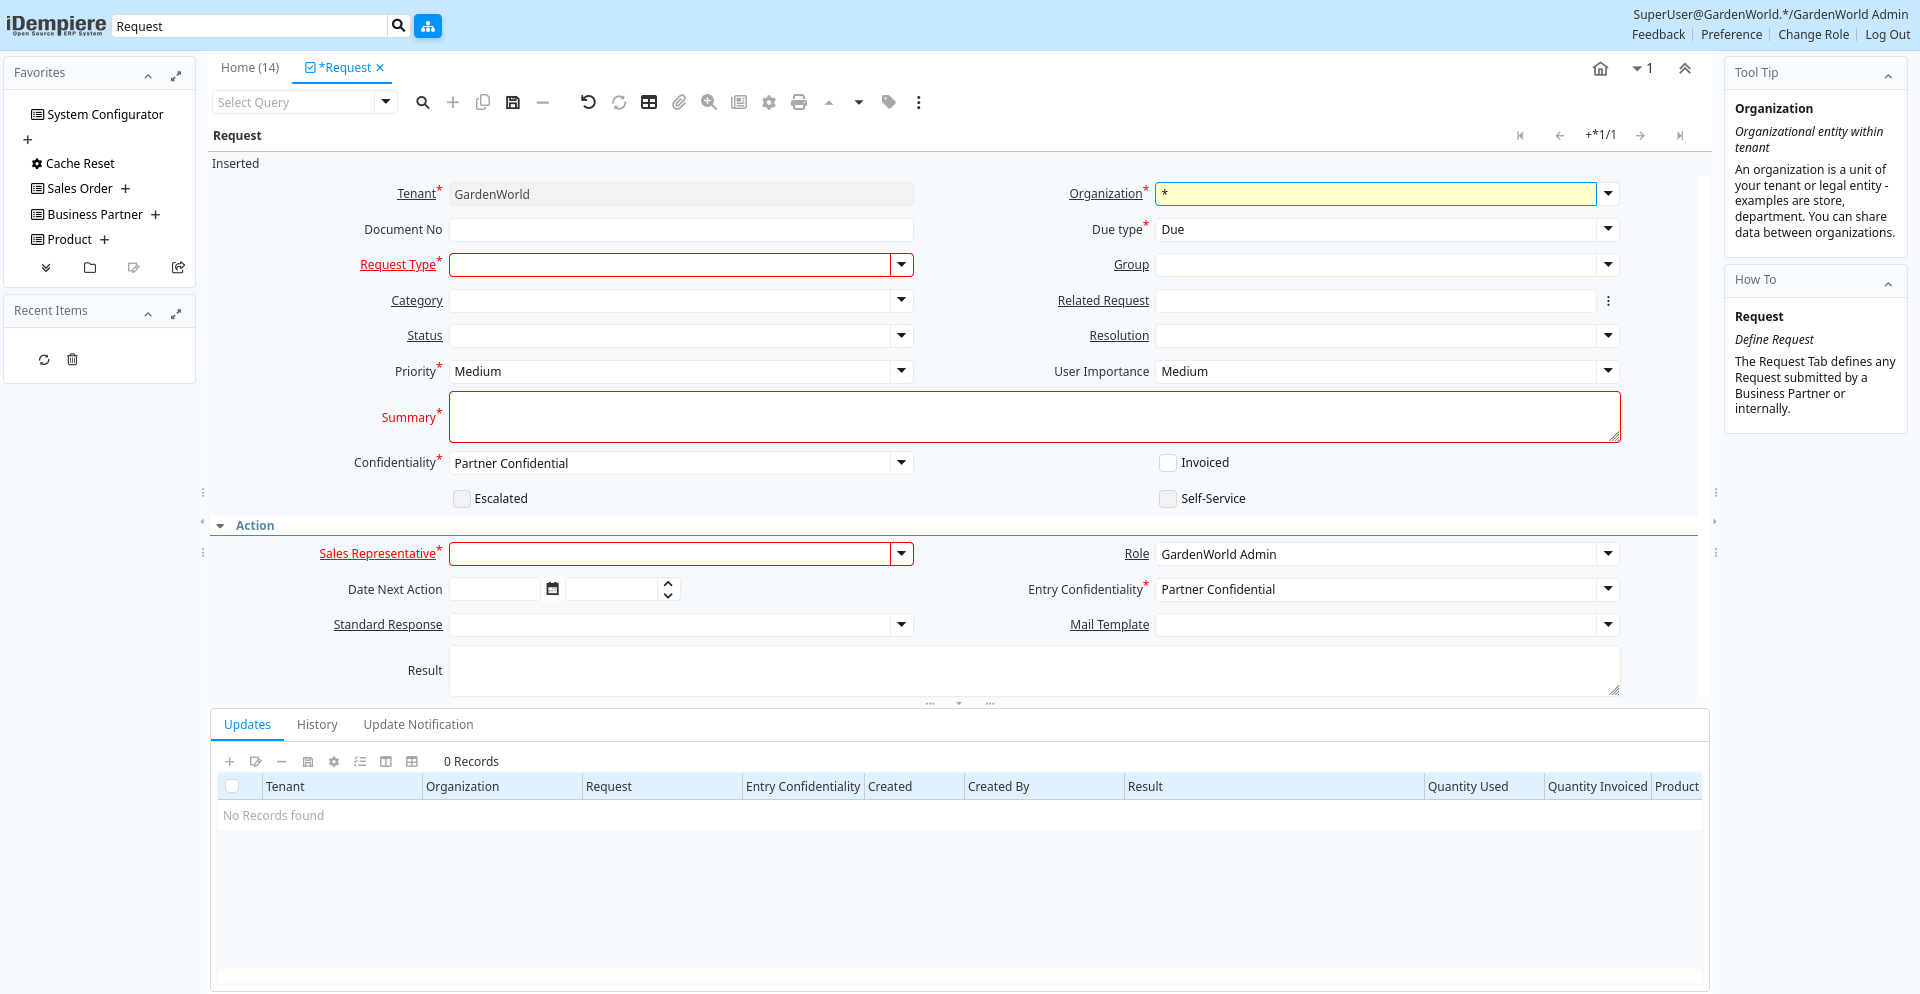 iDempiere
Open Source ERP System
Request
SuperUser@GardenWorld.*/GardenWorld Admin
Feedback Preference Change Role Log Out
Favorites
System Configurator
Cache Reset
Sales Order
Business Partner
Product
Recent Items
Home (14) *Request
1
Select Query
Request
+*1/1
Inserted
Tenant* GardenWorld Organization* *
Document No Due type* Due
Request Type* Group
Category Related Request
Status Resolution
Priority* Medium User Importance Medium
Summary*
Confidentiality* Partner Confidential Invoiced
Escalated Self-Service
Action
Sales Representative* Role GardenWorld Admin
Date Next Action Entry Confidentiality* Partner Confidential
Standard Response Mail Template
Result
Updates History Update Notification
0 Records
Tenant Organization Request Entry Confidentiality Created Created By Result Quantity Used Quantity Invoiced Product
No Records found
Tool Tip
Organization
Organizational entity within
tenant
An organization is a unit of
your tenant or legal entity -
examples are store,
department. You can share
data between organizations.
How To
Request
Define Request
The Request Tab defines any
Request submitted by a
Business Partner or
internally.